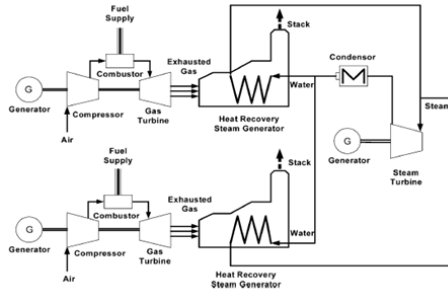 Fuel
Supply
Stack
Combustor
Exhausted
Gas
Condensor
G
Generator
Compressor
Gas
Turbine
Water
Steam
Air
Heat Recovery
Steam Generator
G
Generator
Steam
Turbine
Fuel
Supply
Stack
Combustor
Exhausted
Gas
G
Generator
Compressor
Gas
Turbine
Water
Air
Heat Recovery
Steam Generator